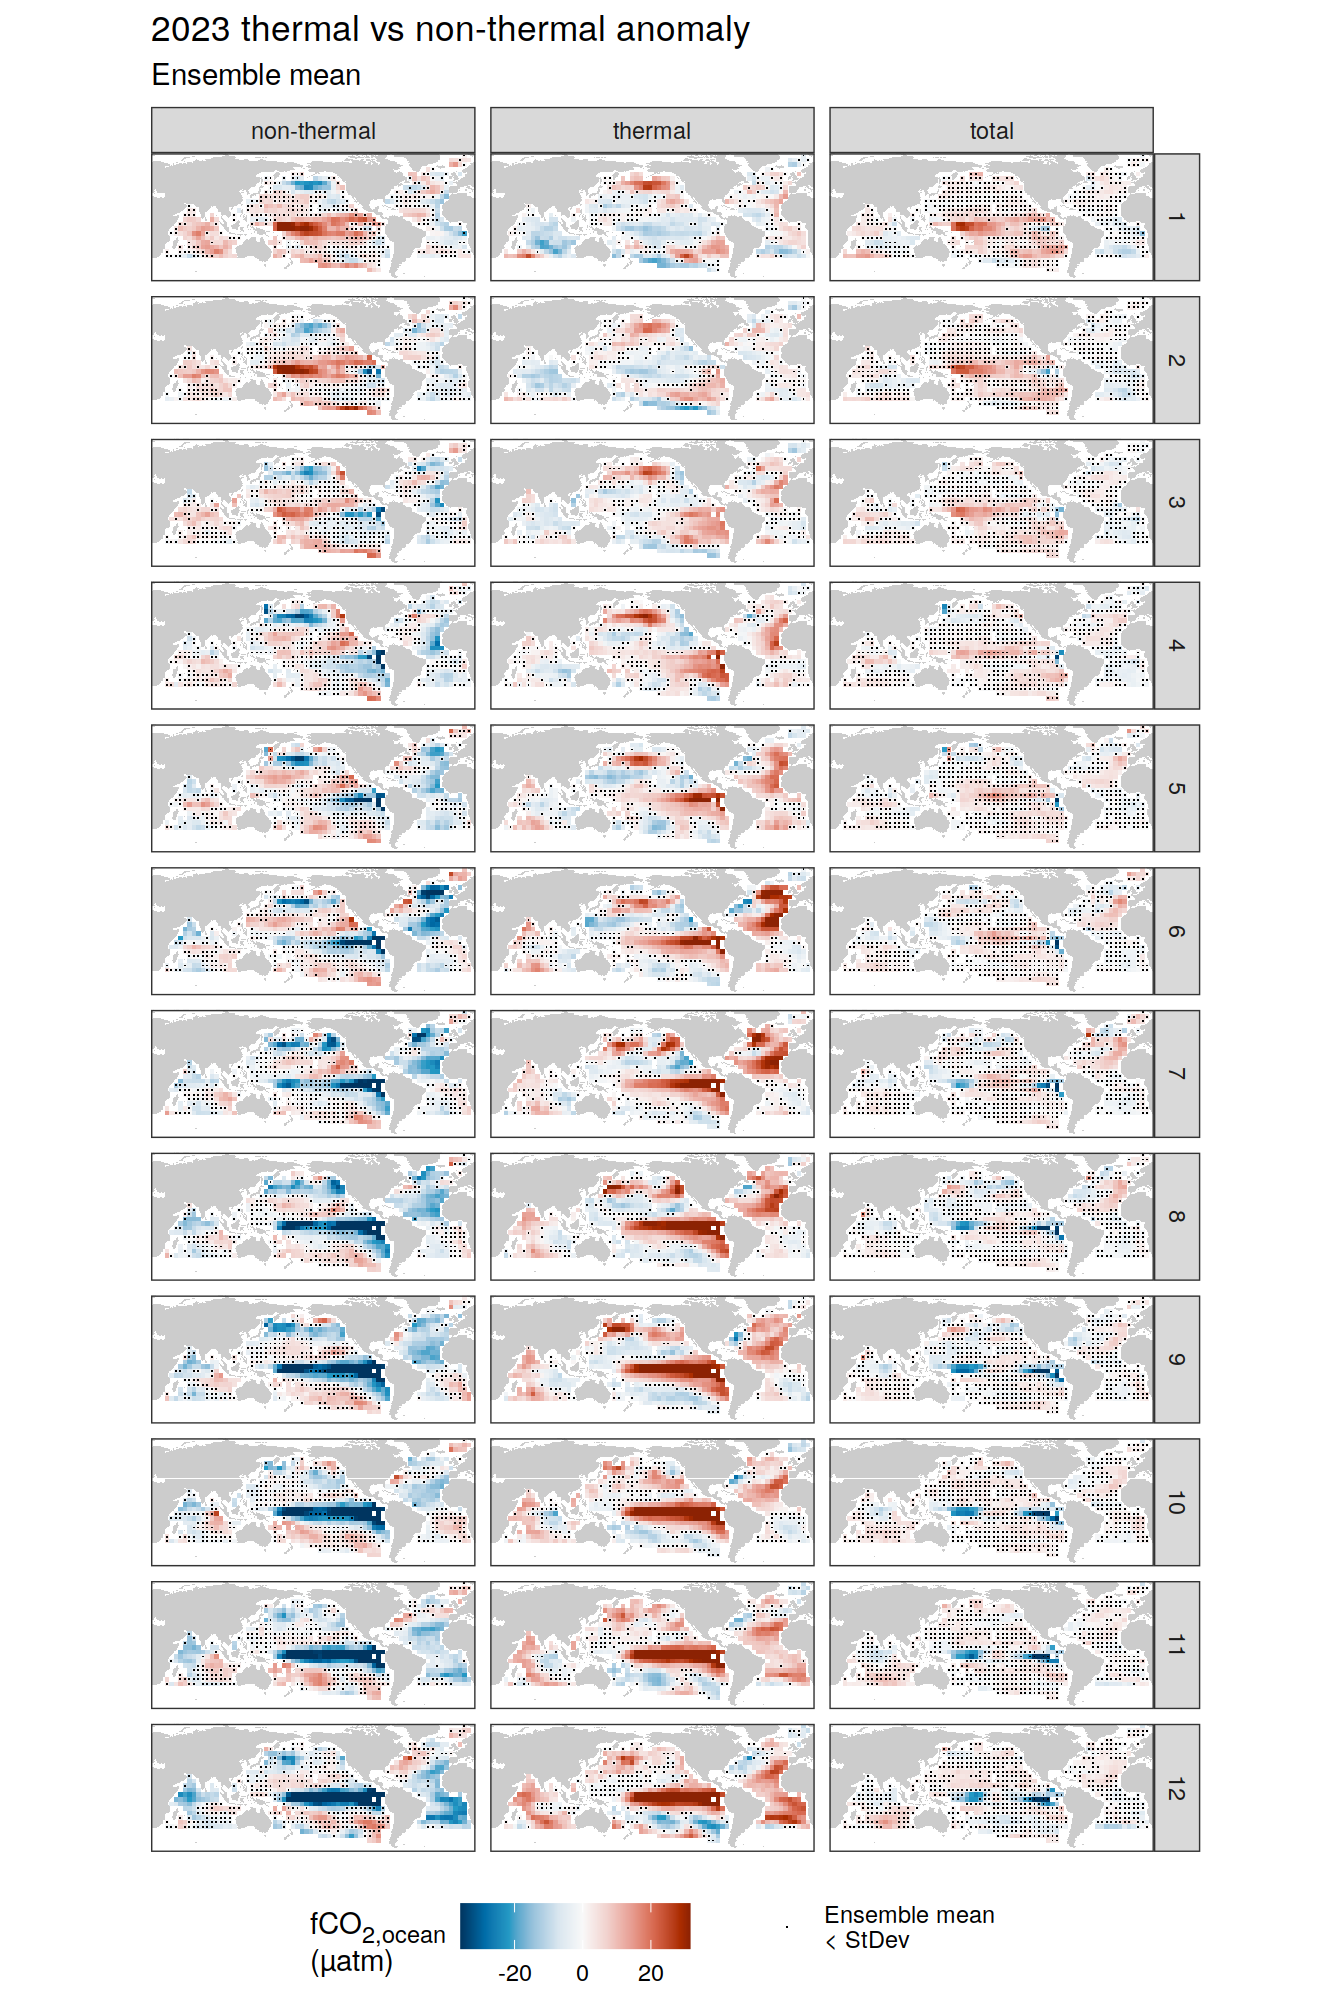 2023 thermal vs non-thermal anomaly
Ensemble mean
non-thermal thermal total
1
2
3
4
5
6
7
8
9
10
11
12
fCO2,ocean
(µatm)
-20 0 20
Ensemble mean
< StDev